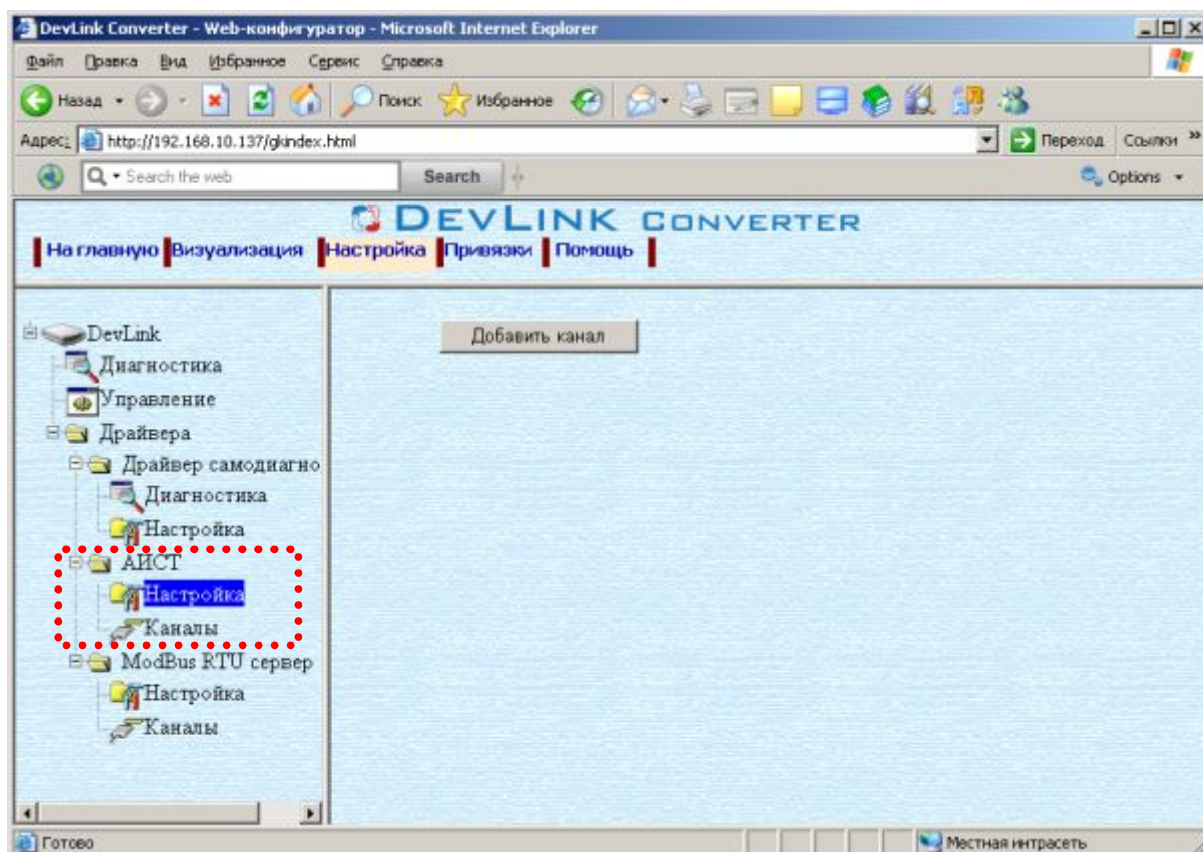 DevLink Converter - Web-конфигуратор - Microsoft Internet Explorer
Файл Правка Вид Избранное Сервис Справка
Назад Поиск Избранное
Адрес: http://192.168.10.137/gkindex.html Переход Ссылки »
Search the web Search Options
DEVLINK CONVERTER
На главную Визуализация Настройка Привязки Помощь
Добавить канал
DevLink
Диагностика
Управление
Драйвера
Драйвер самодиагно
Диагностика
Настройка
АИСТ
Настройка
Каналы
ModBus RTU сервер
Настройка
Каналы
Готово Местная интрасеть